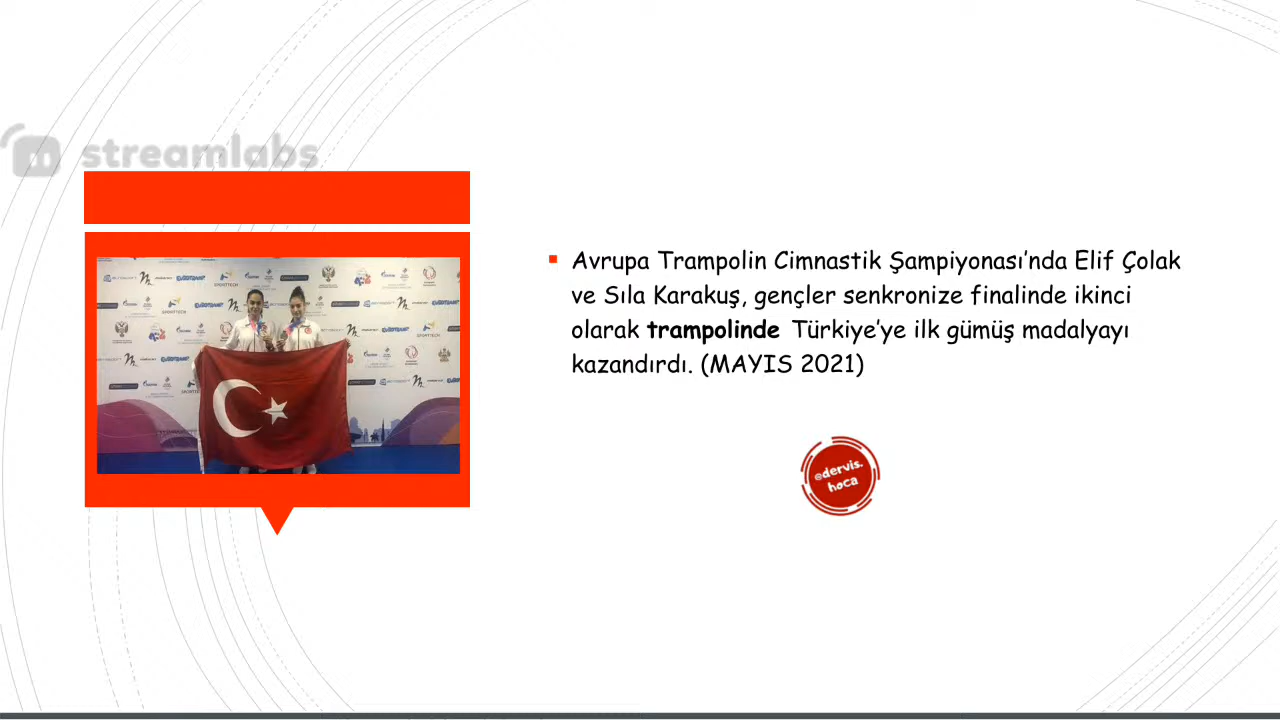 streamlabs
Avrupa Trampolin Cimnastik Şampiyonası'nda Elif Çolak
ve Sıla Karakuş, gençler senkronize finalinde ikinci
olarak trampolinde Türkiye'ye ilk gümüş madalyayı
kazandırdı. (MAYIS 2021)
@dervis.
hoca